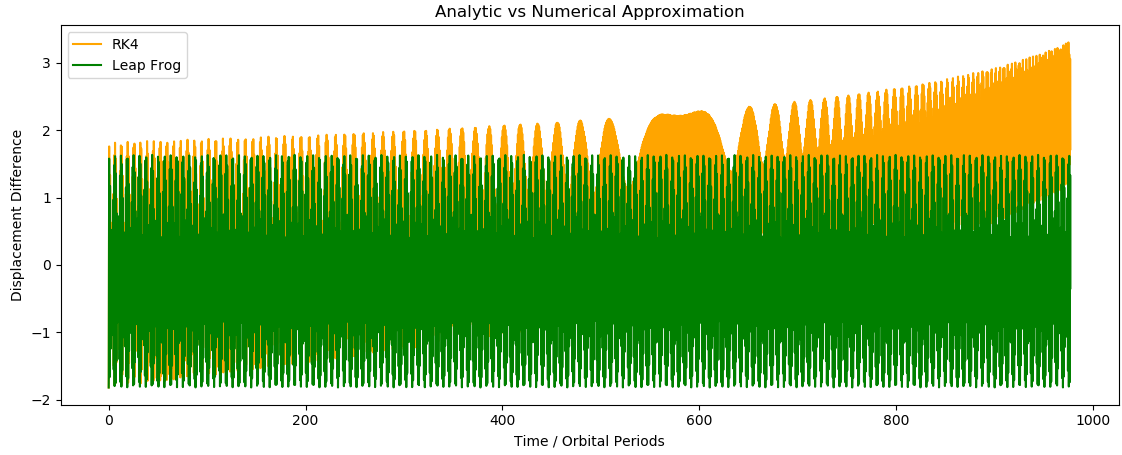 Analytic vs Numerical Approximation
RK4
Leap Frog
Displacement Difference
3
2
1
0
−1
−2
0
200
400
600
800
1000
Time / Orbital Periods